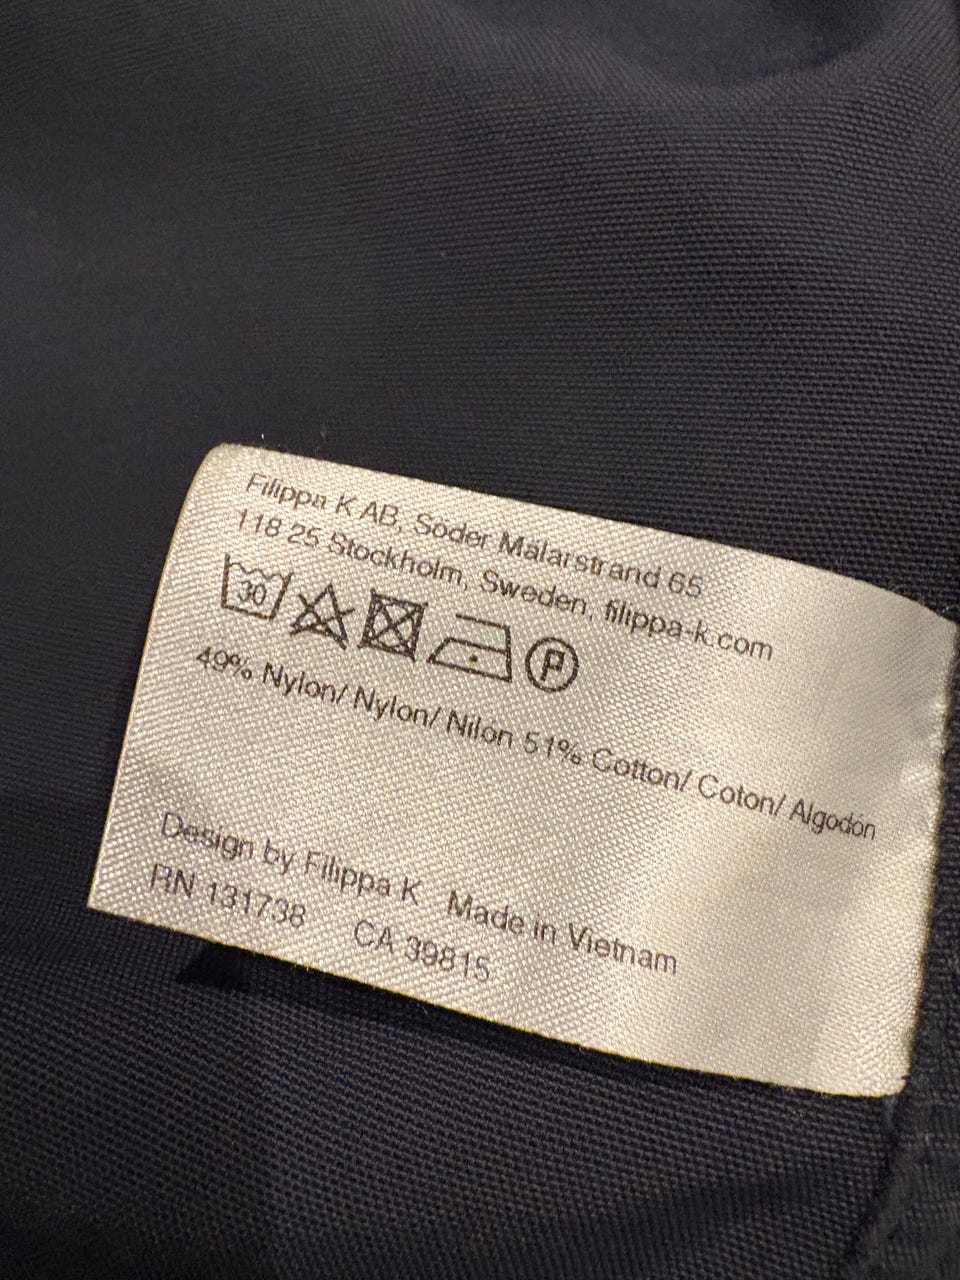 Filippa K AB, Söder Mälarstrand 65
118 25 Stockholm, Sweden, filippa-k.com
30 P
49% Nylon/ Nylon/ Nilón 51% Cotton/ Coton/ Algodón
Design by Filippa K Made in Vietnam
RN 131738 CA 39815